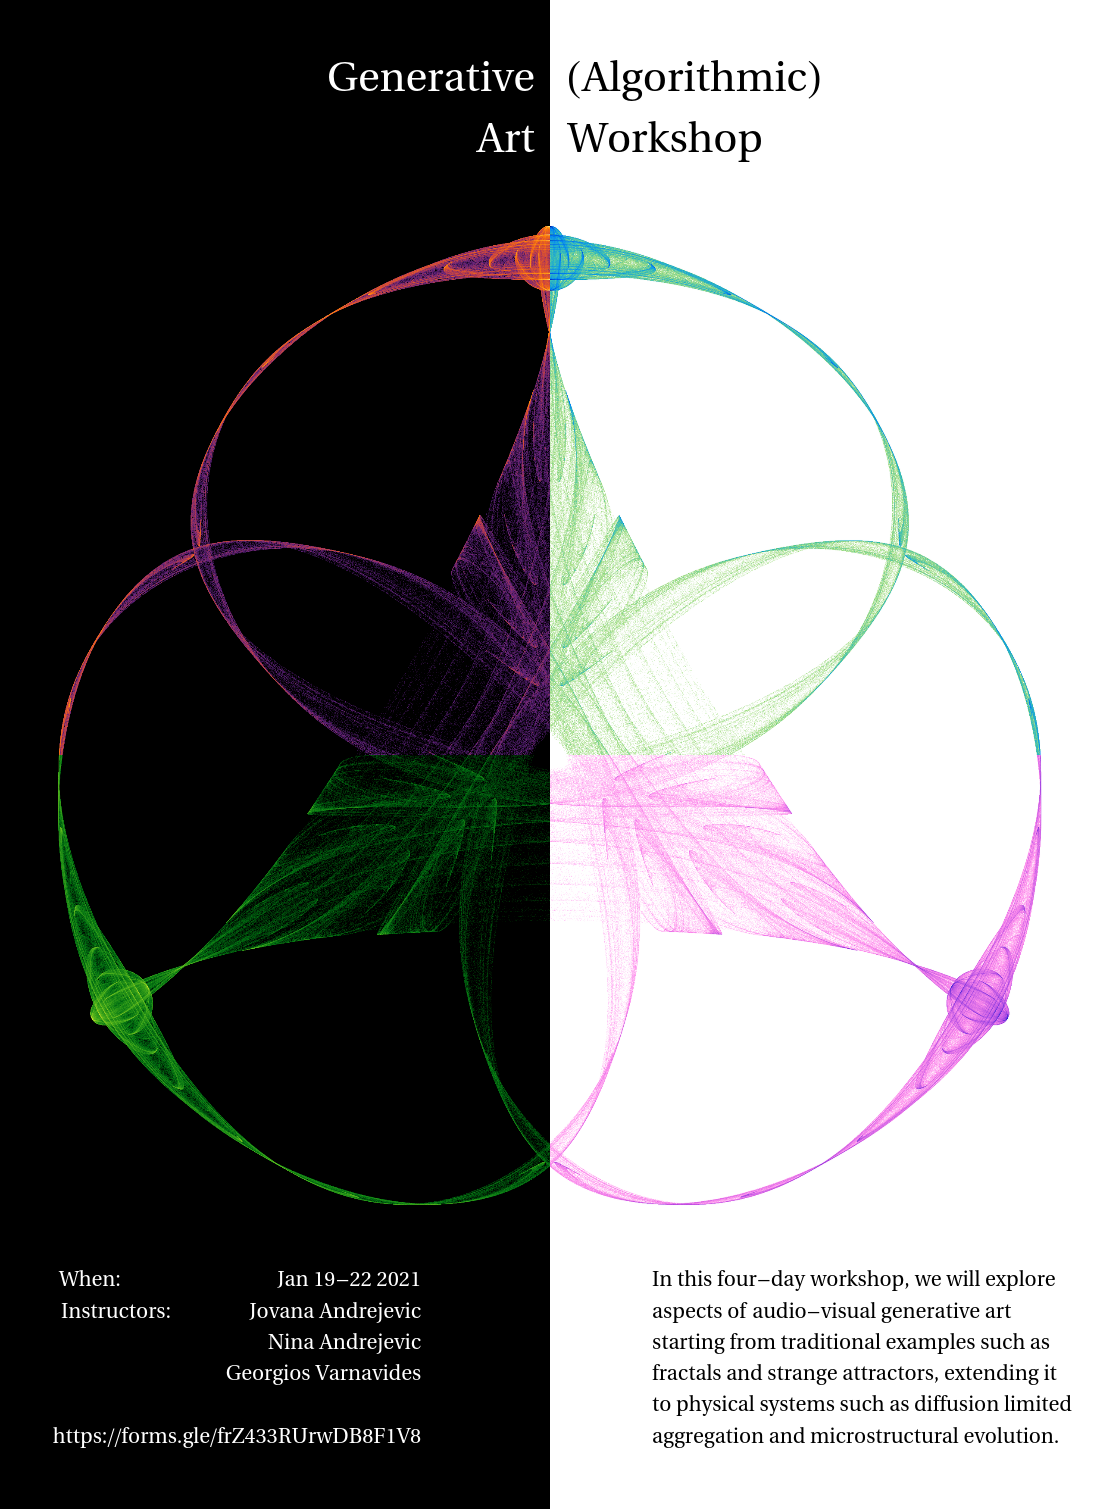 Generative (Algorithmic)
Art Workshop
When: Jan 19–22 2021
Instructors: Jovana Andrejevic
Nina Andrejevic
Georgios Varnavides
https://forms.gle/frZ433RUrwDB8F1V8
In this four–day workshop, we will explore
aspects of audio–visual generative art
starting from traditional examples such as
fractals and strange attractors, extending it
to physical systems such as diffusion limited
aggregation and microstructural evolution.